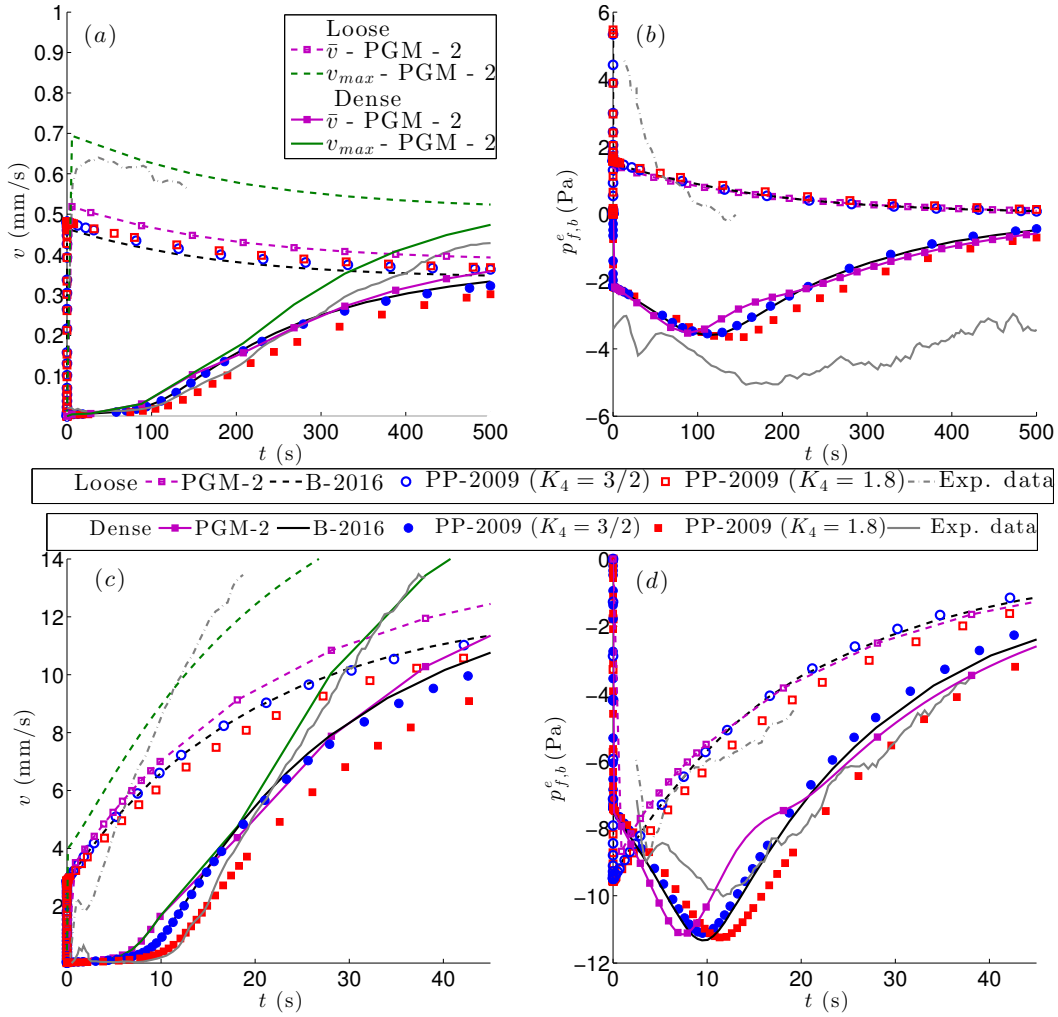 (a)
Loose
v̄ - PGM - 2
v_max - PGM - 2
Dense
v̄ - PGM - 2
v_max - PGM - 2
v (mm/s)
1
0.9
0.8
0.7
0.6
0.5
0.4
0.3
0.2
0.1
0 100 200 300 400 500
t (s)
(b)
p^e_{f,b} (Pa)
6
4
2
0
−2
−4
−6
0 100 200 300 400 500
t (s)
Loose PGM-2 B-2016 PP-2009 (K_4 = 3/2) PP-2009 (K_4 = 1.8) Exp. data
Dense PGM-2 B-2016 PP-2009 (K_4 = 3/2) PP-2009 (K_4 = 1.8) Exp. data
(c)
v (mm/s)
14
12
10
8
6
4
2
0 10 20 30 40
t (s)
(d)
p^e_{f,b} (Pa)
0
−2
−4
−6
−8
−10
−12
0 10 20 30 40
t (s)